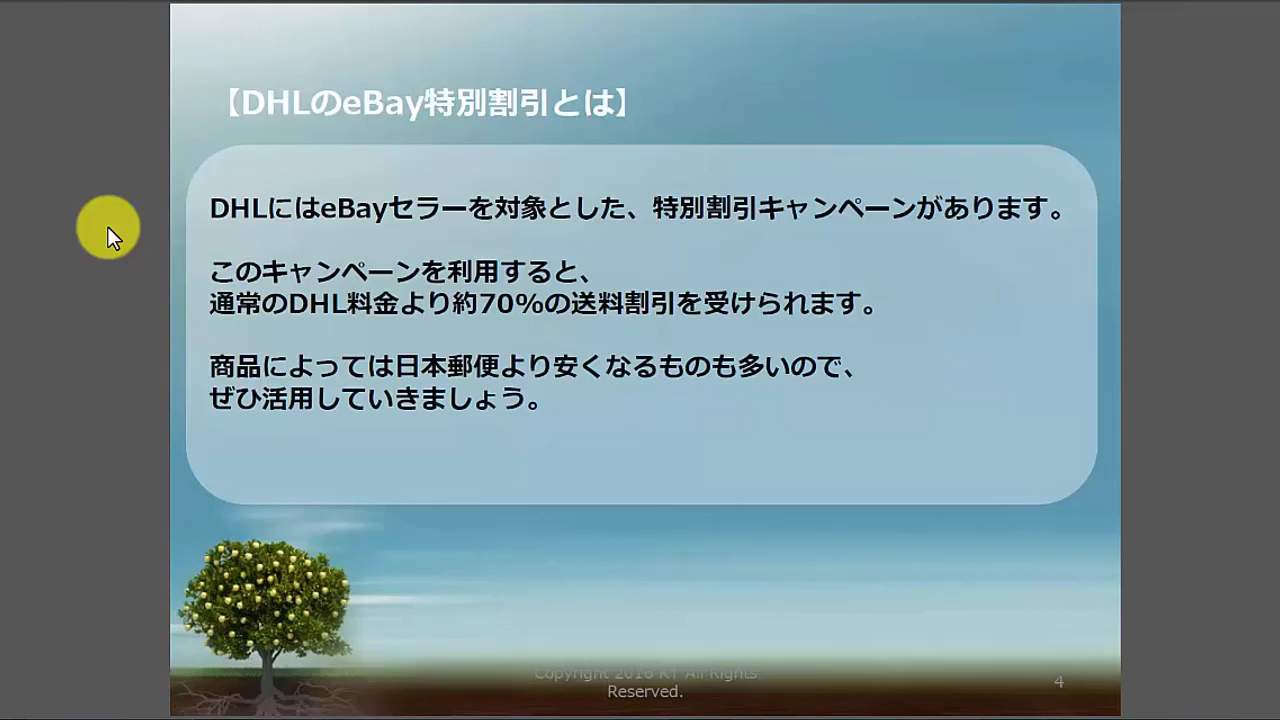 【DHLのeBay特別割引とは】
DHLにはeBayセラーを対象とした、特別割引キャンペーンがあります。
このキャンペーンを利用すると、
通常のDHL料金より約70%の送料割引を受けられます。
商品によっては日本郵便より安くなるものも多いので、
ぜひ活用していきましょう。
Copyright 2016 KT All Rights
Reserved.
4